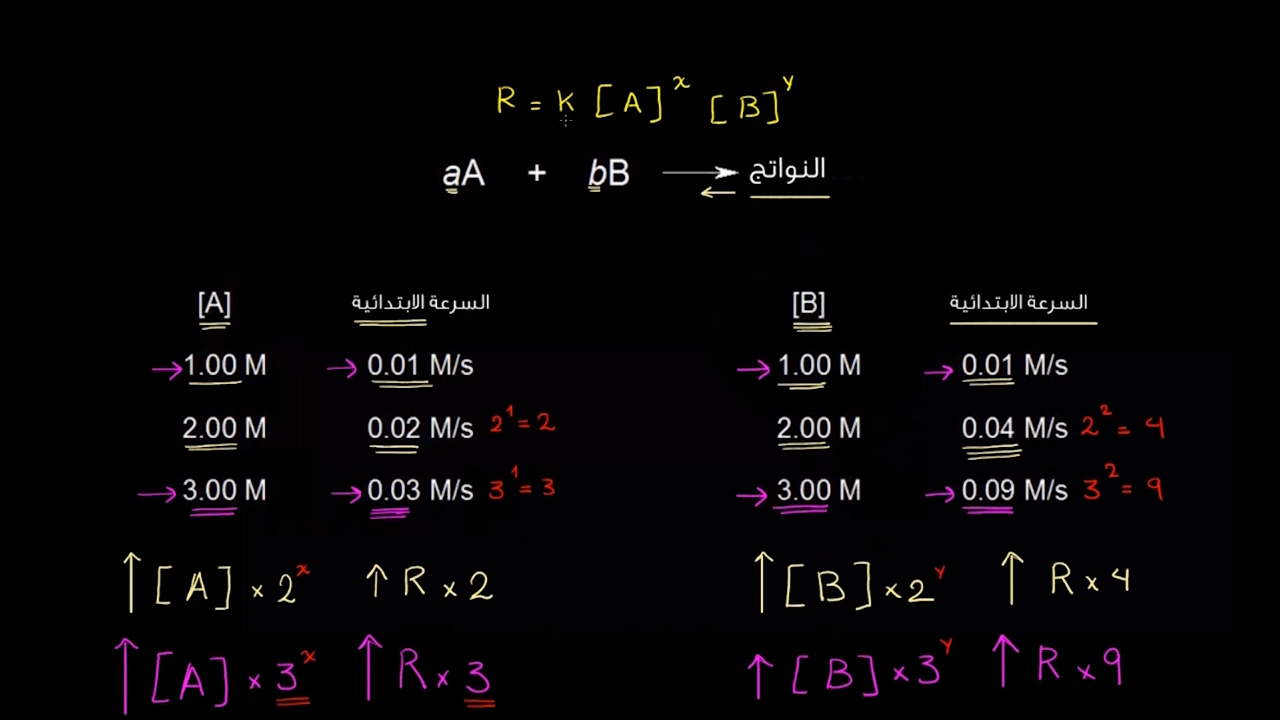 R = K [A]^x [B]^y
aA + bB → النواتج
[A] السرعة الابتدائية [B] السرعة الابتدائية
→ 1.00 M → 0.01 M/s → 1.00 M → 0.01 M/s
2.00 M 0.02 M/s 2^1 = 2 2.00 M 0.04 M/s 2^2 = 4
→ 3.00 M → 0.03 M/s 3^1 = 3 → 3.00 M → 0.09 M/s 3^2 = 9
↑ [A] × 2^x ↑ R × 2 ↑ [B] × 2^y ↑ R × 4
↑ [A] × 3^x ↑ R × 3 ↑ [B] × 3^y ↑ R × 9